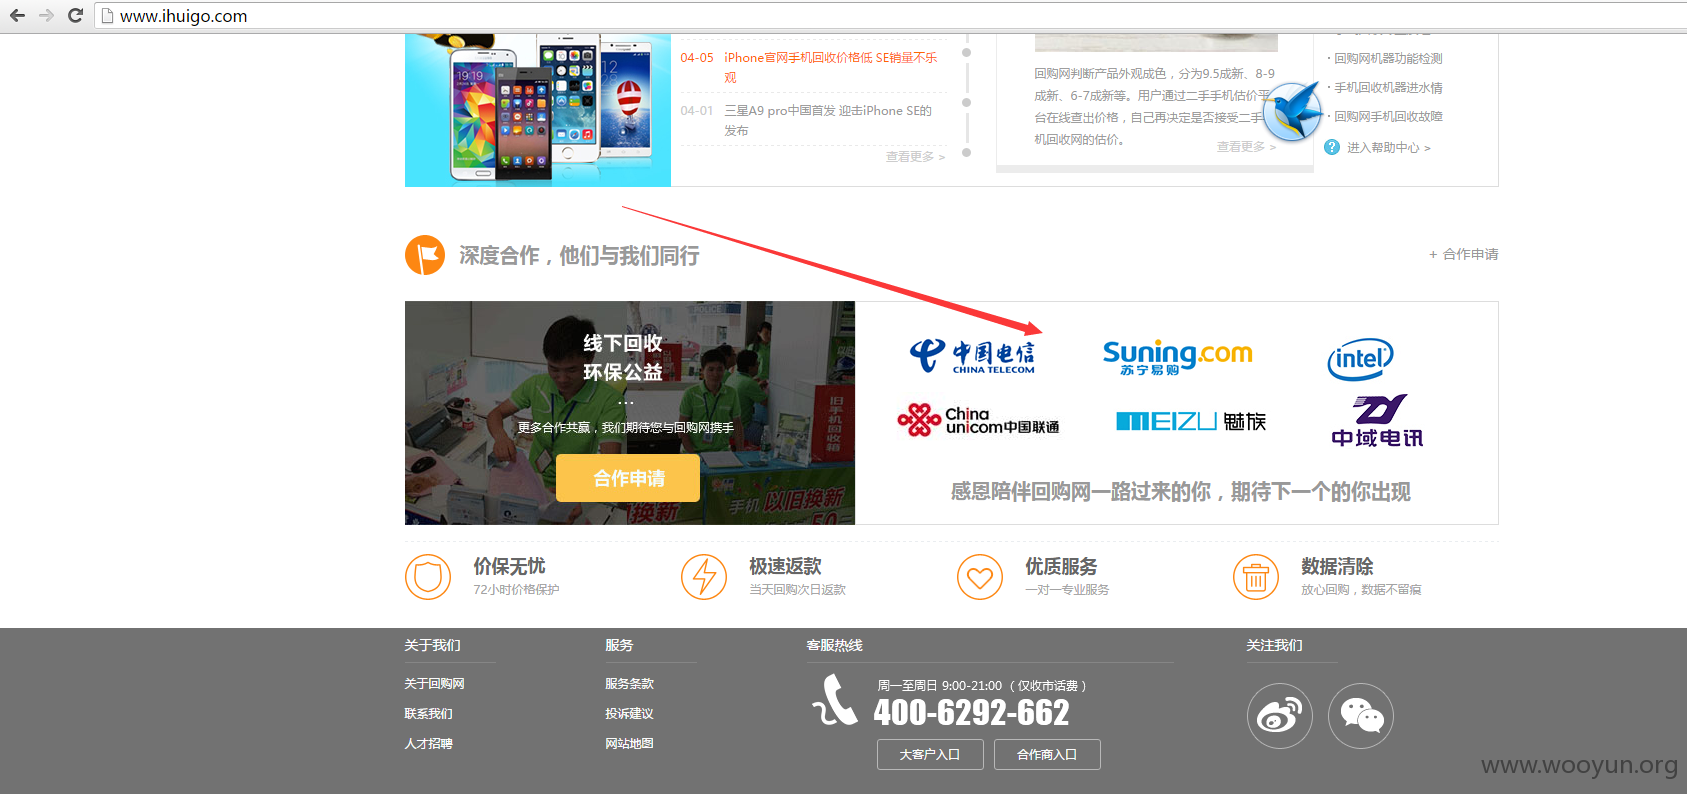 www.ihuigo.com
04-05 iPhone官网手机回收价格低 SE销量不乐
观
04-01 三星A9 pro中国首发 迎击iPhone SE的
发布
查看更多 >
回购网判断产品外观成色，分为9.5成新、8-9
成新、6-7成新等。用户通过二手手机估价平
台在线查出价格，自己再决定是否接受二手
机回收网的估价。
查看更多 >
· 回购网机器功能检测
· 手机回收机器进水情
· 回购网手机回收故障
? 进入帮助中心 >
深度合作，他们与我们同行
+ 合作申请
线下回收
环保公益
...
更多合作共赢，我们期待您与回购网携手
合作申请
旧手机回收箱
手机 以旧换新
中国电信
CHINA TELECOM
Suning.com
苏宁易购
intel
China
unicom中国联通
MEIZU 魅族
中域电讯
感恩陪伴回购网一路过来的你，期待下一个的你出现
价保无忧
72小时价格保护
极速返款
当天回购次日返款
优质服务
一对一专业服务
数据清除
放心回购，数据不留痕
关于我们
关于回购网
联系我们
人才招聘
服务
服务条款
投诉建议
网站地图
客服热线
周一至周日 9:00-21:00 （ 仅收市话费 ）
400-6292-662
大客户入口
合作商入口
关注我们
www.wooyun.org